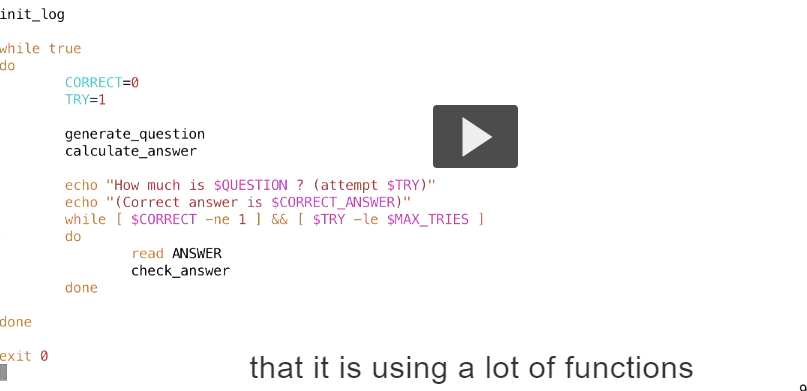 init_log
while true
do
CORRECT=0
TRY=1
generate_question
calculate_answer
echo "How much is $QUESTION ? (attempt $TRY)"
echo "(Correct answer is $CORRECT_ANSWER)"
while [ $CORRECT -ne 1 ] && [ $TRY -le $MAX_TRIES ]
do
read ANSWER
check_answer
done
done
exit 0
that it is using a lot of functions